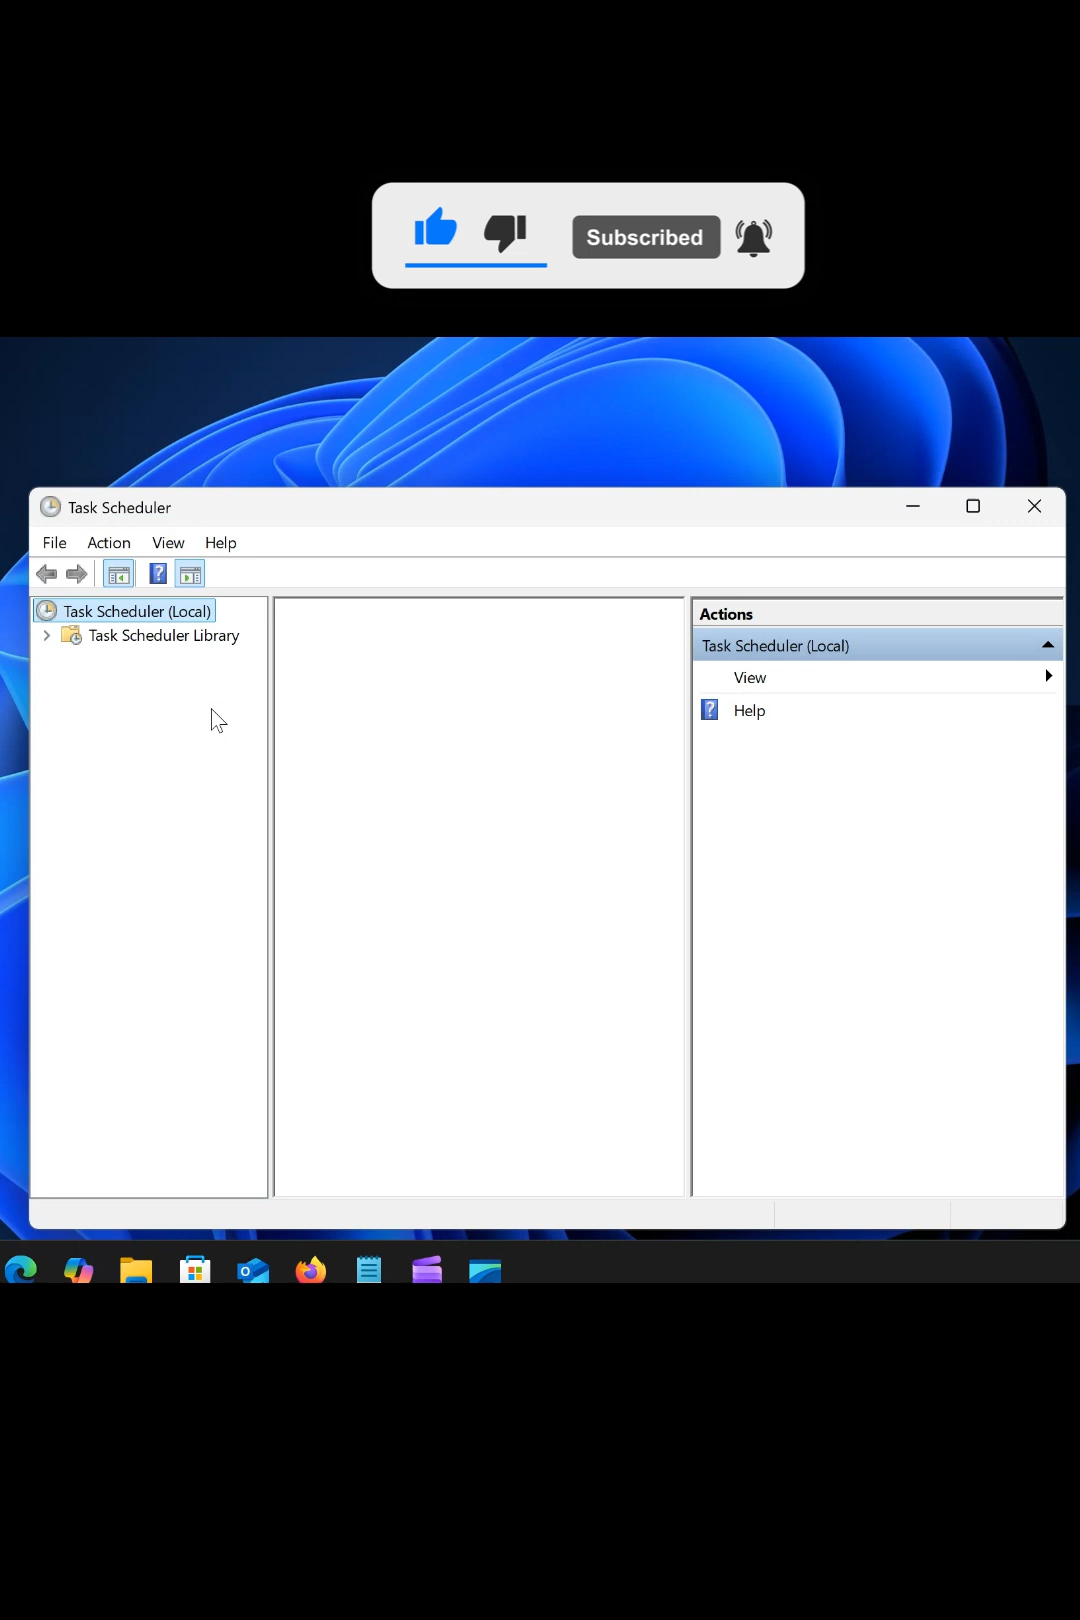 Subscribed
Task Scheduler
File Action View Help
Task Scheduler (Local)
Task Scheduler Library
Actions
Task Scheduler (Local)
View
Help